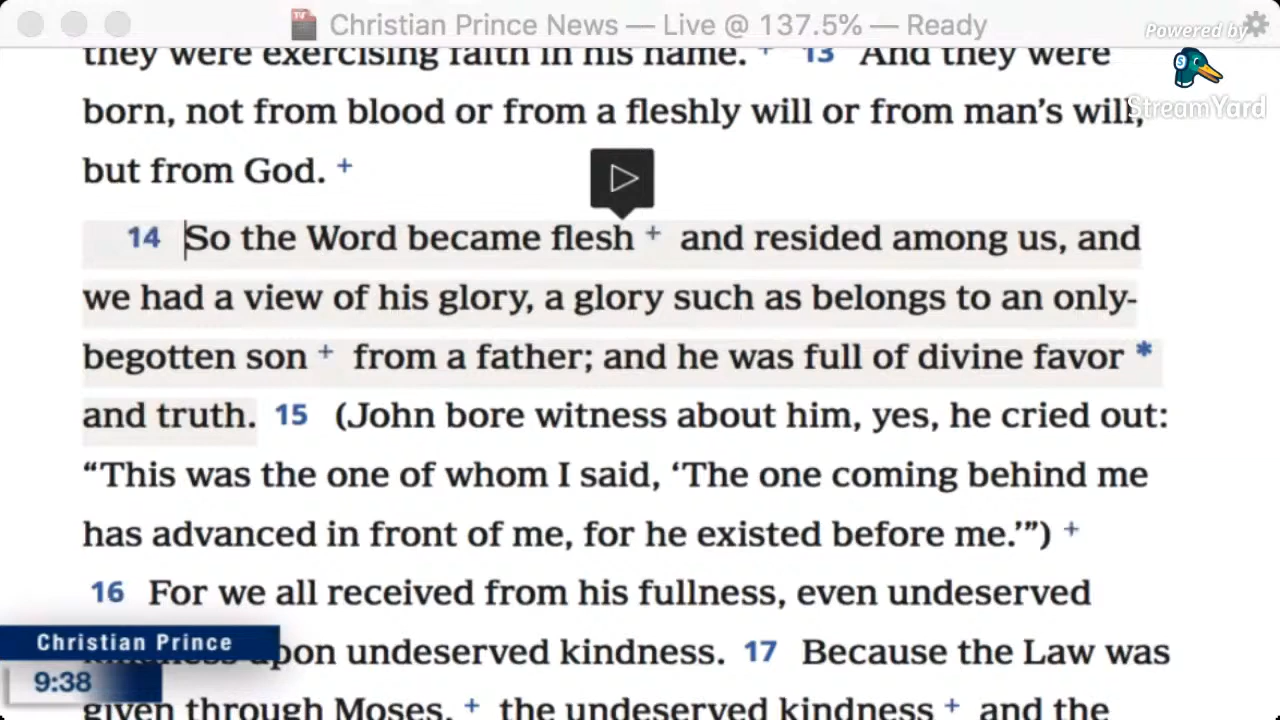 Christian Prince News — Live @ 137.5% — Ready
Powered by
StreamYard
they were exercising faith in his name. + 13 And they were
born, not from blood or from a fleshly will or from man's will,
but from God. +
14 So the Word became flesh + and resided among us, and
we had a view of his glory, a glory such as belongs to an only-
begotten son + from a father; and he was full of divine favor *
and truth. 15 (John bore witness about him, yes, he cried out:
“This was the one of whom I said, ‘The one coming behind me
has advanced in front of me, for he existed before me.’”) +
16 For we all received from his fullness, even undeserved
kindness upon undeserved kindness. 17 Because the Law was
given through Moses, + the undeserved kindness + and the
Christian Prince
9:38